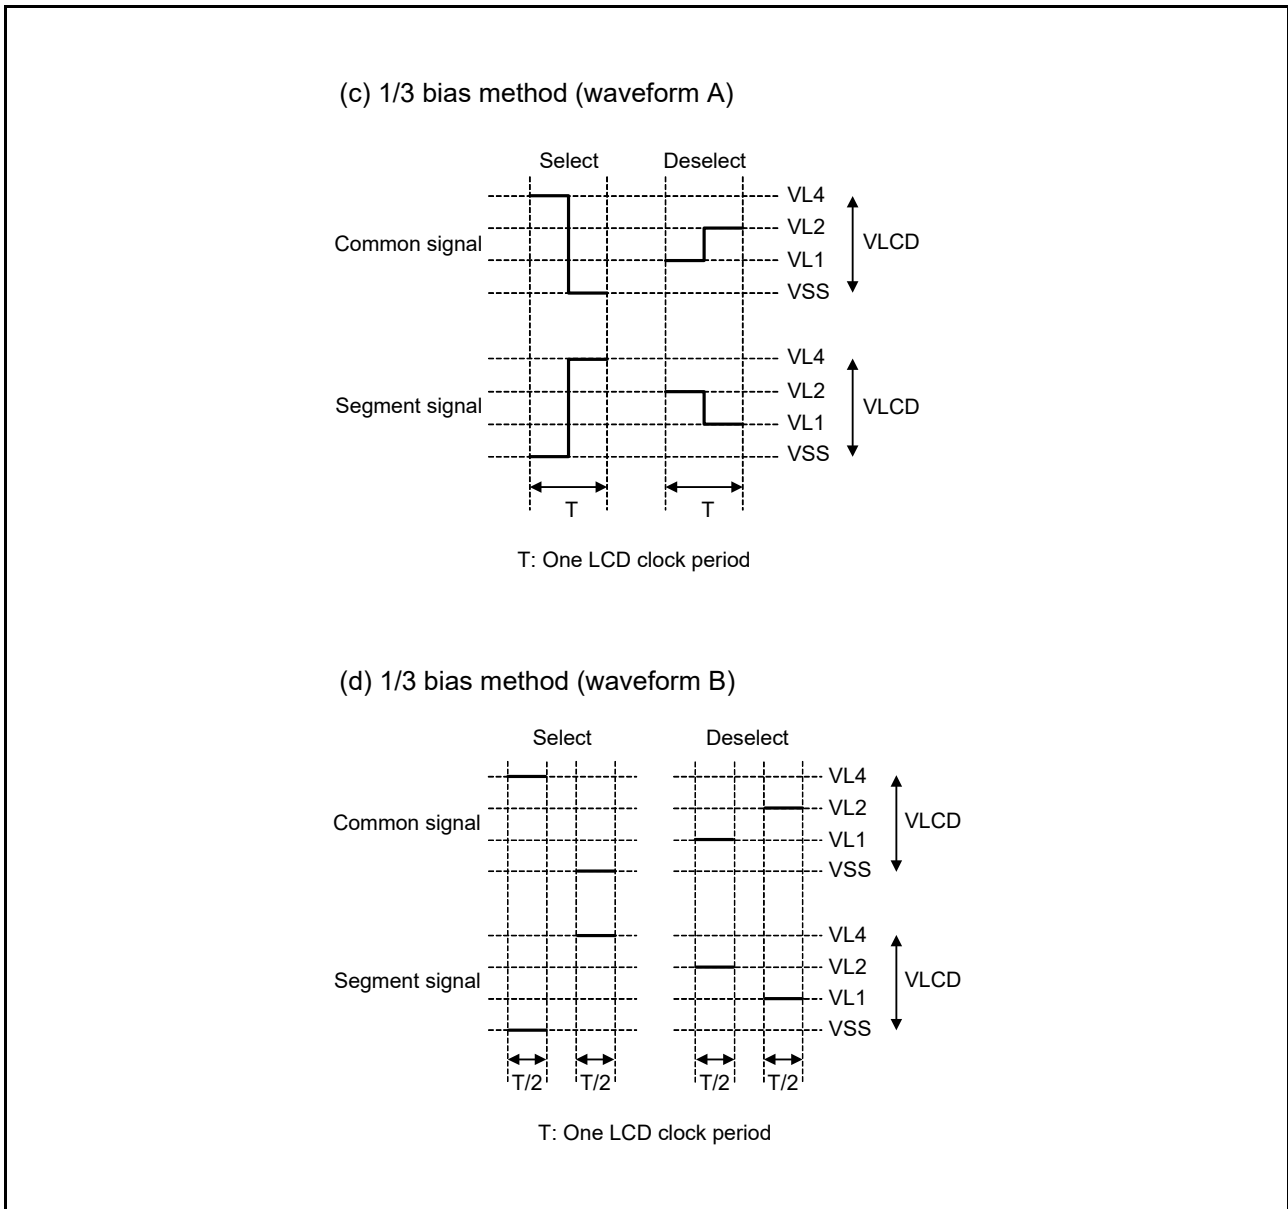 (c) 1/3 bias method (waveform A)
Select Deselect
VL4
VL2
Common signal VLCD
VL1
VSS
VL4
VL2
Segment signal VLCD
VL1
VSS
T T
T: One LCD clock period
(d) 1/3 bias method (waveform B)
Select Deselect
VL4
VL2
Common signal VLCD
VL1
VSS
VL4
VL2
Segment signal VLCD
VL1
VSS
T/2 T/2 T/2 T/2
T: One LCD clock period